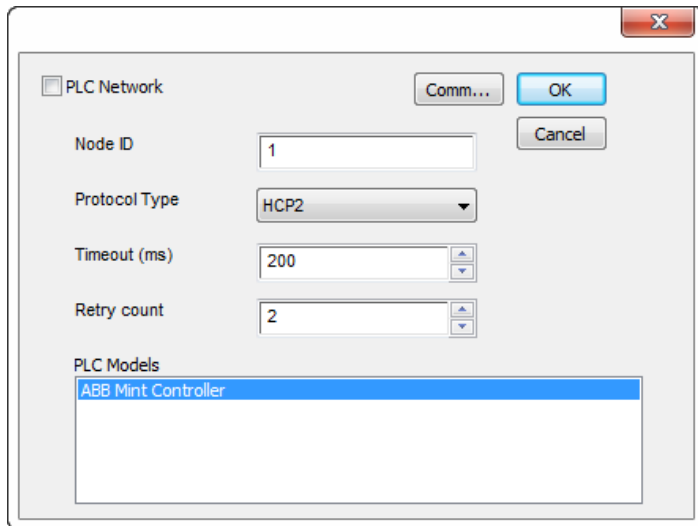 PLC Network
Comm...
OK
Cancel
Node ID
1
Protocol Type
HCP2
Timeout (ms)
200
Retry count
2
PLC Models
ABB Mint Controller